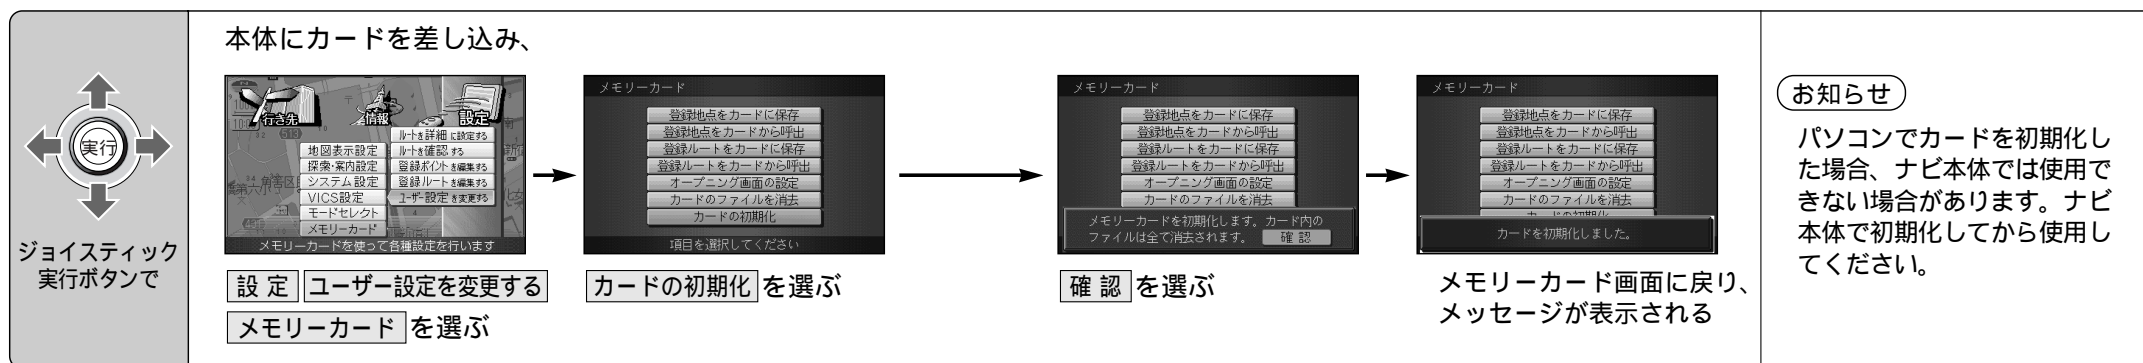 本体にカードを差し込み、
実行
ジョイスティック
実行ボタンで
行き先
情報
設定
ルートを詳細に設定する
地図表示設定
ルートを確認する
探索・案内設定
登録ポイントを編集する
システム設定
登録ルートを編集する
VICS設定
ユーザー設定を変更する
モードセレクト
メモリーカード
メモリーカードを使って各種設定を行います
設 定 ユーザー設定を変更する
メモリーカード を選ぶ
メモリーカード
登録地点をカードに保存
登録地点をカードから呼出
登録ルートをカードに保存
登録ルートをカードから呼出
オープニング画面の設定
カードのファイルを消去
カードの初期化
項目を選択してください
カードの初期化 を選ぶ
メモリーカード
登録地点をカードに保存
登録地点をカードから呼出
登録ルートをカードに保存
登録ルートをカードから呼出
オープニング画面の設定
カードのファイルを消去
メモリーカードを初期化します。カード内の
ファイルは全て消去されます。 確 認
確 認 を選ぶ
メモリーカード
登録地点をカードに保存
登録地点をカードから呼出
登録ルートをカードに保存
登録ルートをカードから呼出
オープニング画面の設定
カードのファイルを消去
カードの初期化
カードを初期化しました。
メモリーカード画面に戻り、
メッセージが表示される
お知らせ
パソコンでカードを初期化し
た場合、ナビ本体では使用で
きない場合があります。ナビ
本体で初期化してから使用し
てください。